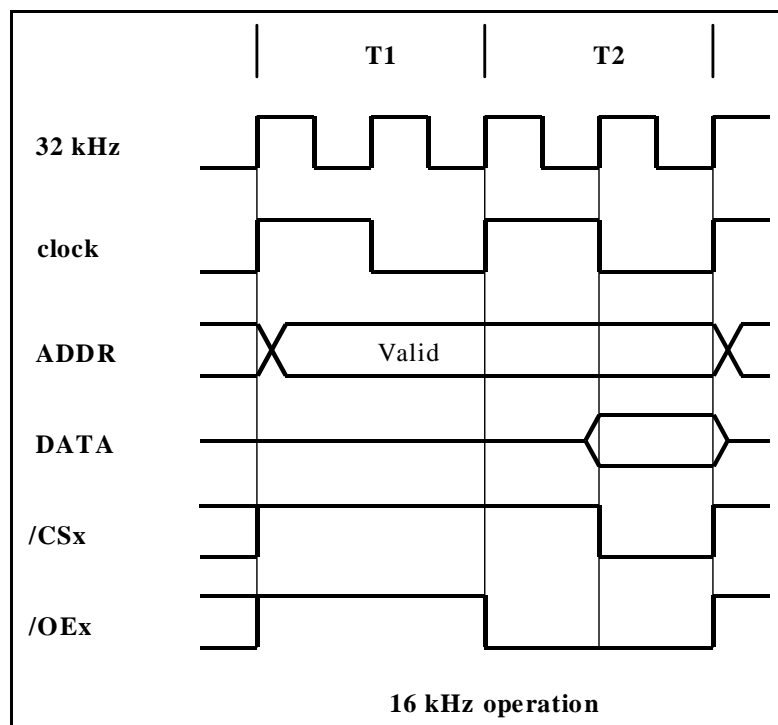 T1 T2
32 kHz
clock
ADDR Valid
DATA
/CSx
/OEx
16 kHz operation